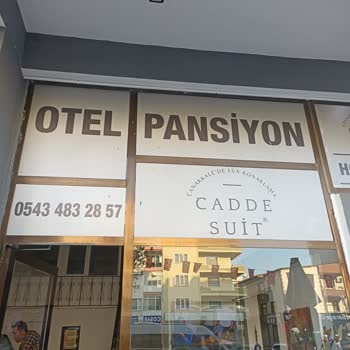 OTEL PANSİYON
0543 483 28 57
ÇANAKKALE'DE LÜX KONAKLAMA
CADDE
SUİT®